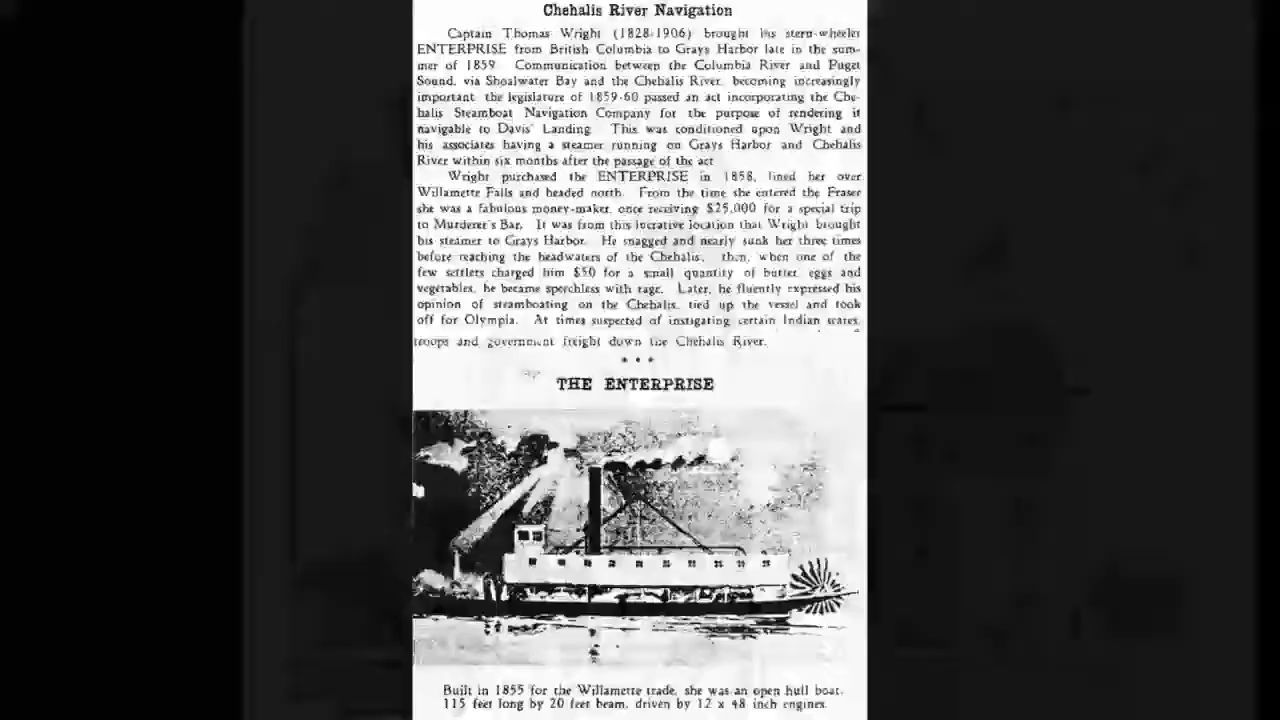 Chehalis River Navigation
Captain Thomas Wright (1828-1906) brought his stern-wheeler
ENTERPRISE from British Columbia to Grays Harbor late in the sum-
mer of 1859. Communication between the Columbia River and Puget
Sound, via Shoalwater Bay and the Chehalis River, becoming increasingly
important, the legislature of 1859-60 passed an act incorporating the Che-
halis Steamboat Navigation Company for the purpose of rendering it
navigable to Davis' Landing. This was conditioned upon Wright and
his associates having a steamer running on Grays Harbor and Chehalis
River within six months after the passage of the act.
Wright purchased the ENTERPRISE in 1858, lined her over
Willamette Falls and headed north. From the time she entered the Fraser
she was a fabulous money-maker, once receiving $25,000 for a special trip
to Murderer's Bar. It was from this lucrative location that Wright brought
his steamer to Grays Harbor. He snagged and nearly sunk her three times
before reaching the headwaters of the Chehalis, then, when one of the
few settlers charged him $50 for a small quantity of butter, eggs and
vegetables, he became speechless with rage. Later, he fluently expressed his
opinion of steamboating on the Chehalis, tied up the vessel and took
off for Olympia. At times suspected of instigating certain Indian scares,
troops and government freight down the Chehalis River.
* * *
THE ENTERPRISE
Built in 1855 for the Willamette trade, she was an open hull boat,
115 feet long by 20 feet beam, driven by 12 x 48 inch engines.